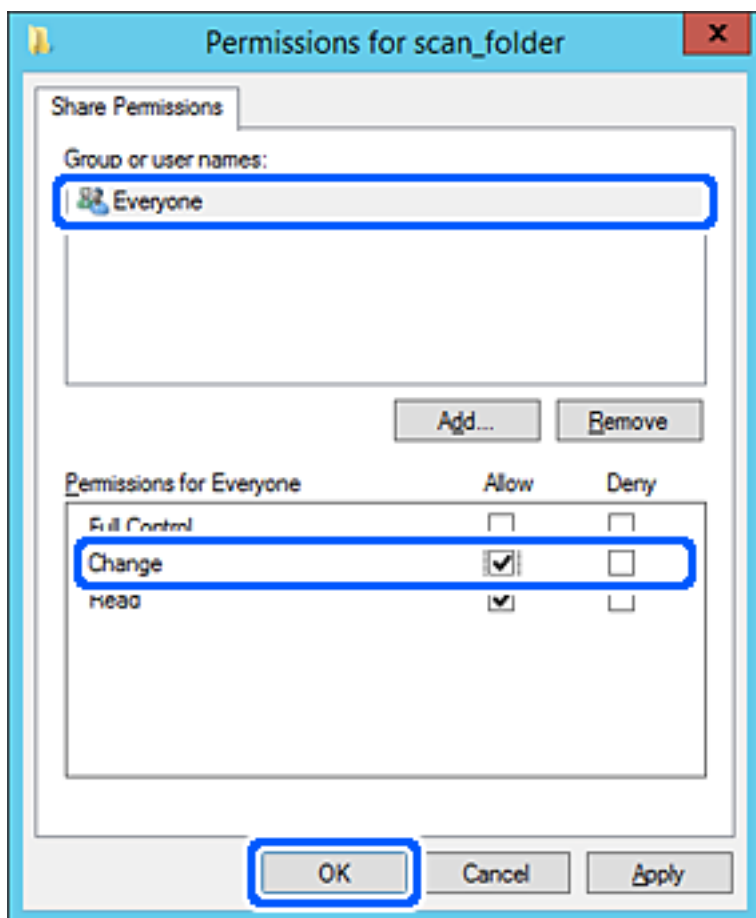 Permissions for scan_folder
Share Permissions
Group or user names:
Everyone
Add... Remove
Permissions for Everyone Allow Deny
Full Control
Change
Read
OK Cancel Apply